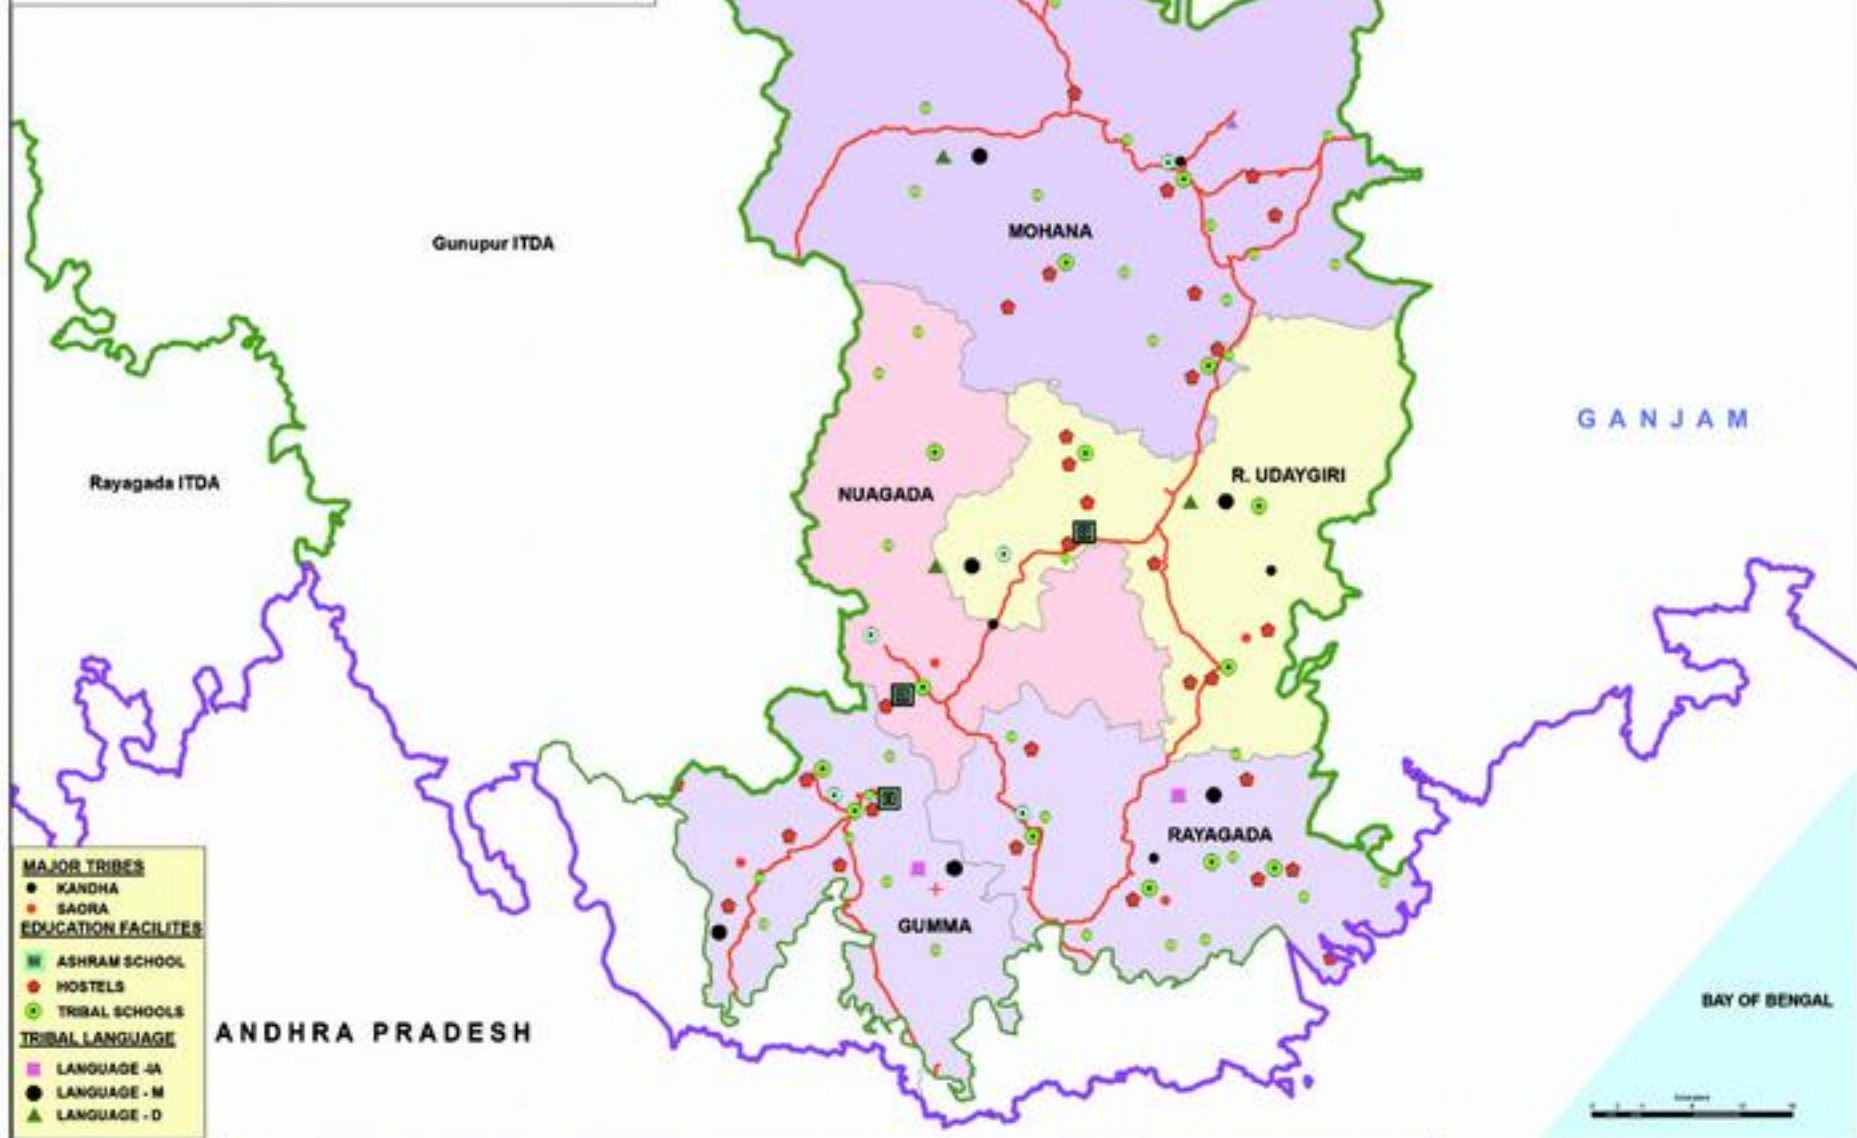 Gunupur ITDA
MOHANA
GANJAM
Rayagada ITDA
NUAGADA
R. UDAYGIRI
RAYAGADA
GUMMA
ANDHRA PRADESH
BAY OF BENGAL
MAJOR TRIBES
KANDHA
SAORA
EDUCATION FACILITES
ASHRAM SCHOOL
HOSTELS
TRIBAL SCHOOLS
TRIBAL LANGUAGE
LANGUAGE -IA
LANGUAGE - M
LANGUAGE - D